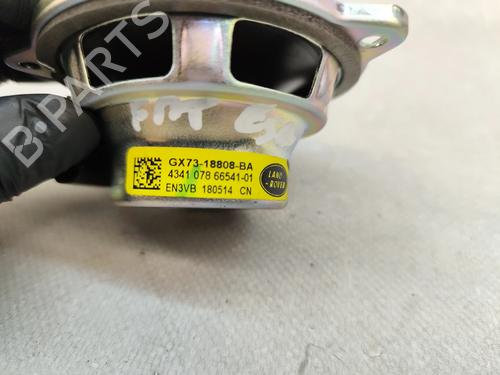 B-PARTS
GX73-18808-BA
4341 078 66541-01
EN3VB 180514 CN
LAND
-ROVER